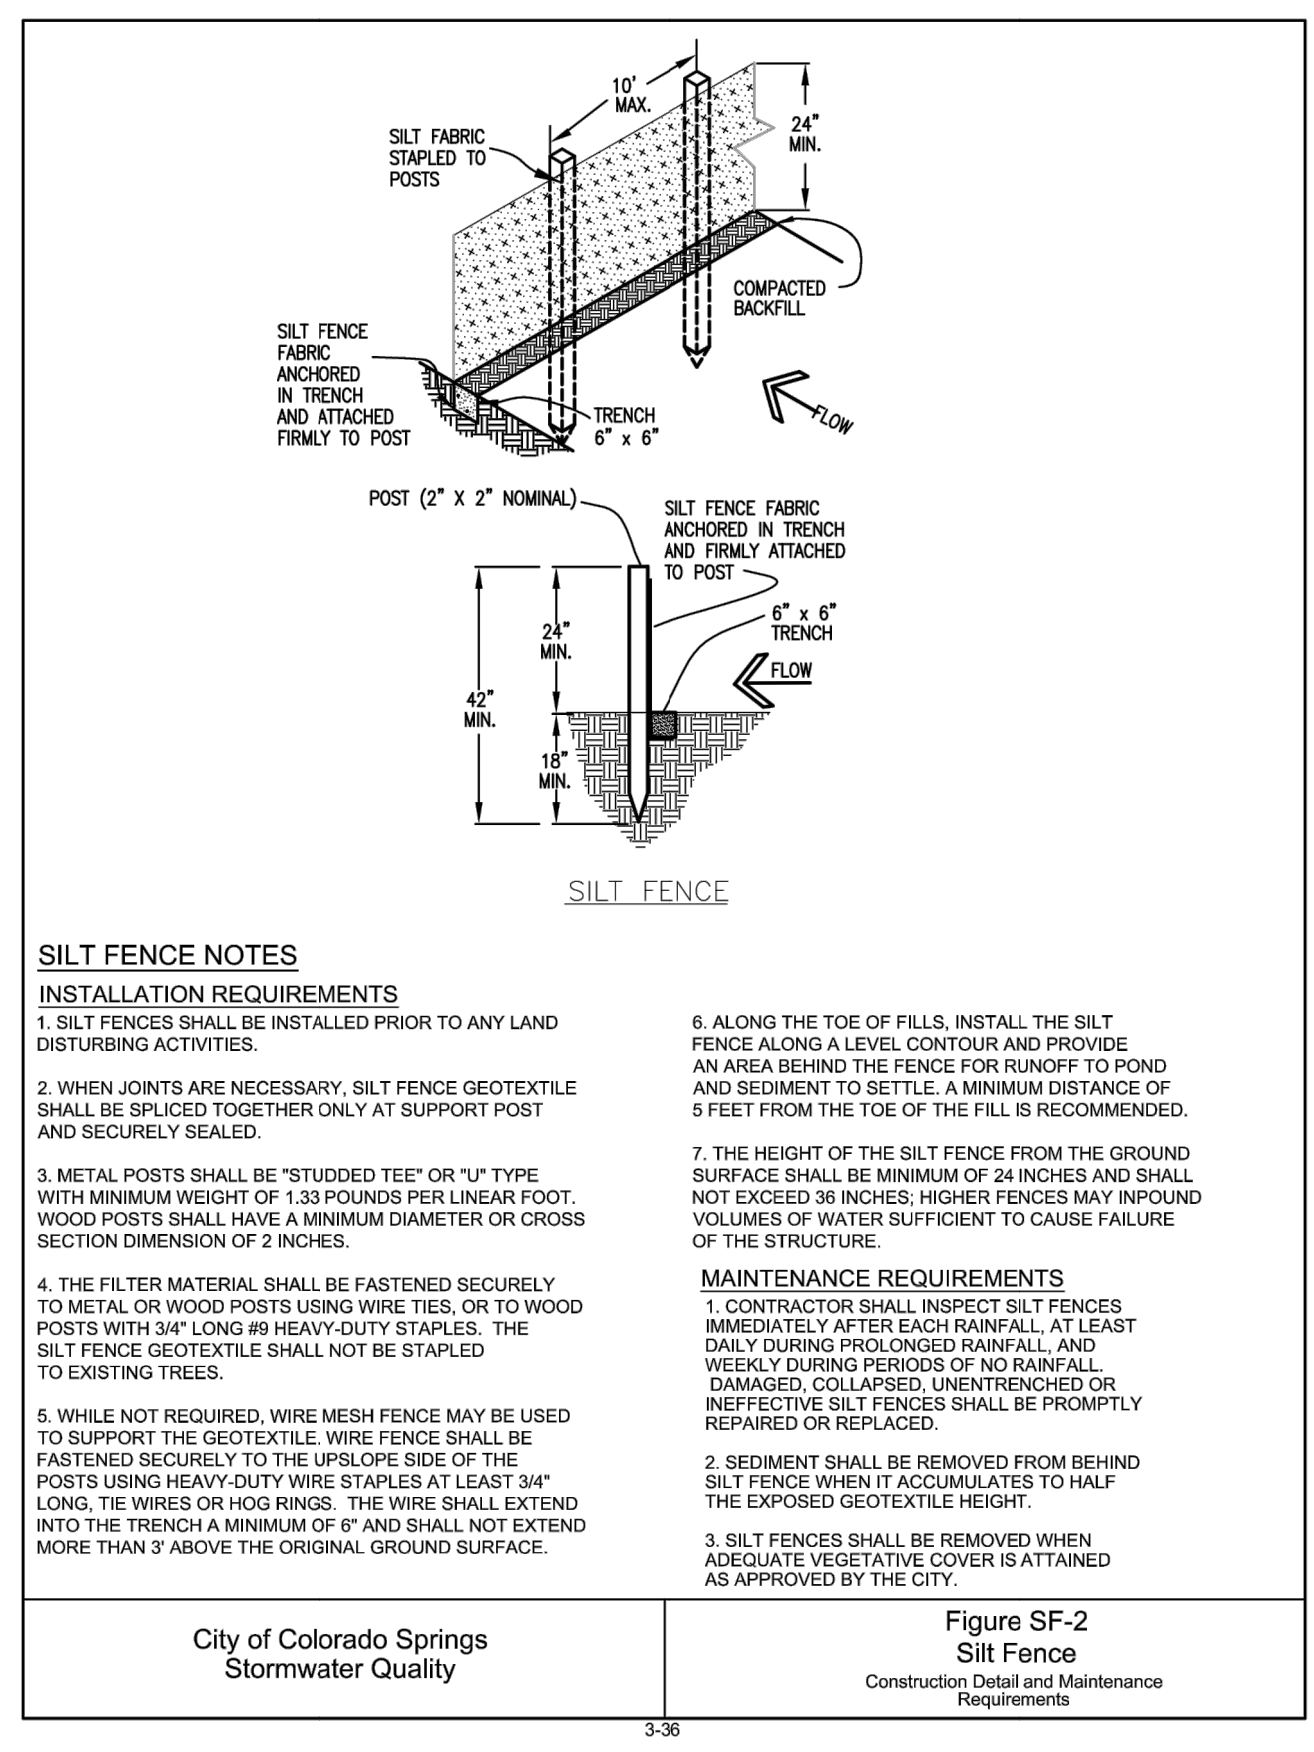 10'
MAX.
24"
MIN.
SILT FABRIC
STAPLED TO
POSTS
COMPACTED
BACKFILL
SILT FENCE
FABRIC
ANCHORED
IN TRENCH
AND ATTACHED
FIRMLY TO POST
TRENCH
6" x 6"
FLOW
POST (2" X 2" NOMINAL)
SILT FENCE FABRIC
ANCHORED IN TRENCH
AND FIRMLY ATTACHED
TO POST
6" x 6"
TRENCH
24"
MIN.
FLOW
42"
MIN.
18"
MIN.
SILT FENCE
SILT FENCE NOTES
INSTALLATION REQUIREMENTS
1. SILT FENCES SHALL BE INSTALLED PRIOR TO ANY LAND
DISTURBING ACTIVITIES.
2. WHEN JOINTS ARE NECESSARY, SILT FENCE GEOTEXTILE
SHALL BE SPLICED TOGETHER ONLY AT SUPPORT POST
AND SECURELY SEALED.
3. METAL POSTS SHALL BE "STUDDED TEE" OR "U" TYPE
WITH MINIMUM WEIGHT OF 1.33 POUNDS PER LINEAR FOOT.
WOOD POSTS SHALL HAVE A MINIMUM DIAMETER OR CROSS
SECTION DIMENSION OF 2 INCHES.
4. THE FILTER MATERIAL SHALL BE FASTENED SECURELY
TO METAL OR WOOD POSTS USING WIRE TIES, OR TO WOOD
POSTS WITH 3/4" LONG #9 HEAVY-DUTY STAPLES. THE
SILT FENCE GEOTEXTILE SHALL NOT BE STAPLED
TO EXISTING TREES.
5. WHILE NOT REQUIRED, WIRE MESH FENCE MAY BE USED
TO SUPPORT THE GEOTEXTILE. WIRE FENCE SHALL BE
FASTENED SECURELY TO THE UPSLOPE SIDE OF THE
POSTS USING HEAVY-DUTY WIRE STAPLES AT LEAST 3/4"
LONG, TIE WIRES OR HOG RINGS. THE WIRE SHALL EXTEND
INTO THE TRENCH A MINIMUM OF 6" AND SHALL NOT EXTEND
MORE THAN 3' ABOVE THE ORIGINAL GROUND SURFACE.
6. ALONG THE TOE OF FILLS, INSTALL THE SILT
FENCE ALONG A LEVEL CONTOUR AND PROVIDE
AN AREA BEHIND THE FENCE FOR RUNOFF TO POND
AND SEDIMENT TO SETTLE. A MINIMUM DISTANCE OF
5 FEET FROM THE TOE OF THE FILL IS RECOMMENDED.
7. THE HEIGHT OF THE SILT FENCE FROM THE GROUND
SURFACE SHALL BE MINIMUM OF 24 INCHES AND SHALL
NOT EXCEED 36 INCHES; HIGHER FENCES MAY INPOUND
VOLUMES OF WATER SUFFICIENT TO CAUSE FAILURE
OF THE STRUCTURE.
MAINTENANCE REQUIREMENTS
1. CONTRACTOR SHALL INSPECT SILT FENCES
IMMEDIATELY AFTER EACH RAINFALL, AT LEAST
DAILY DURING PROLONGED RAINFALL, AND
WEEKLY DURING PERIODS OF NO RAINFALL.
DAMAGED, COLLAPSED, UNENTRENCHED OR
INEFFECTIVE SILT FENCES SHALL BE PROMPTLY
REPAIRED OR REPLACED.
2. SEDIMENT SHALL BE REMOVED FROM BEHIND
SILT FENCE WHEN IT ACCUMULATES TO HALF
THE EXPOSED GEOTEXTILE HEIGHT.
3. SILT FENCES SHALL BE REMOVED WHEN
ADEQUATE VEGETATIVE COVER IS ATTAINED
AS APPROVED BY THE CITY.
City of Colorado Springs
Stormwater Quality
Figure SF-2
Silt Fence
Construction Detail and Maintenance
Requirements
3-36